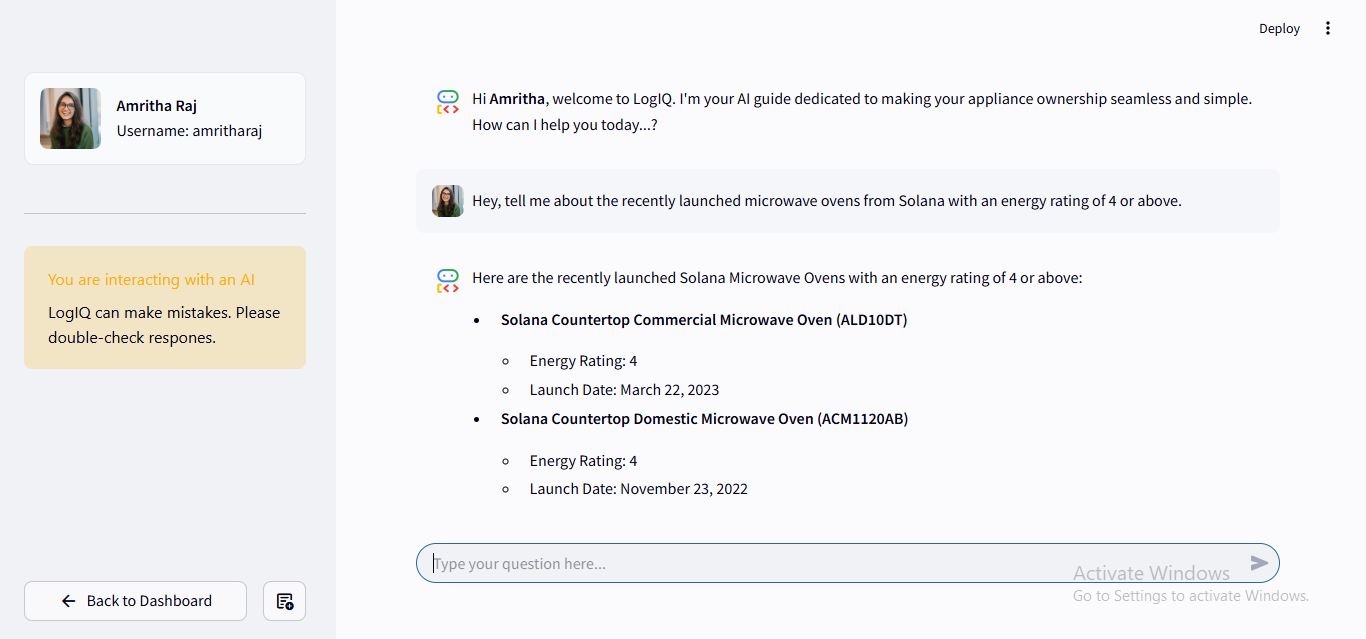 Deploy
Amritha Raj
Username: amritharaj
You are interacting with an AI
LogIQ can make mistakes. Please
double-check respones.
Back to Dashboard
Hi Amritha, welcome to LogIQ. I'm your AI guide dedicated to making your appliance ownership seamless and simple.
How can I help you today...?
Hey, tell me about the recently launched microwave ovens from Solana with an energy rating of 4 or above.
Here are the recently launched Solana Microwave Ovens with an energy rating of 4 or above:
Solana Countertop Commercial Microwave Oven (ALD10DT)
Energy Rating: 4
Launch Date: March 22, 2023
Solana Countertop Domestic Microwave Oven (ACM1120AB)
Energy Rating: 4
Launch Date: November 23, 2022
Type your question here...
Activate Windows
Go to Settings to activate Windows.